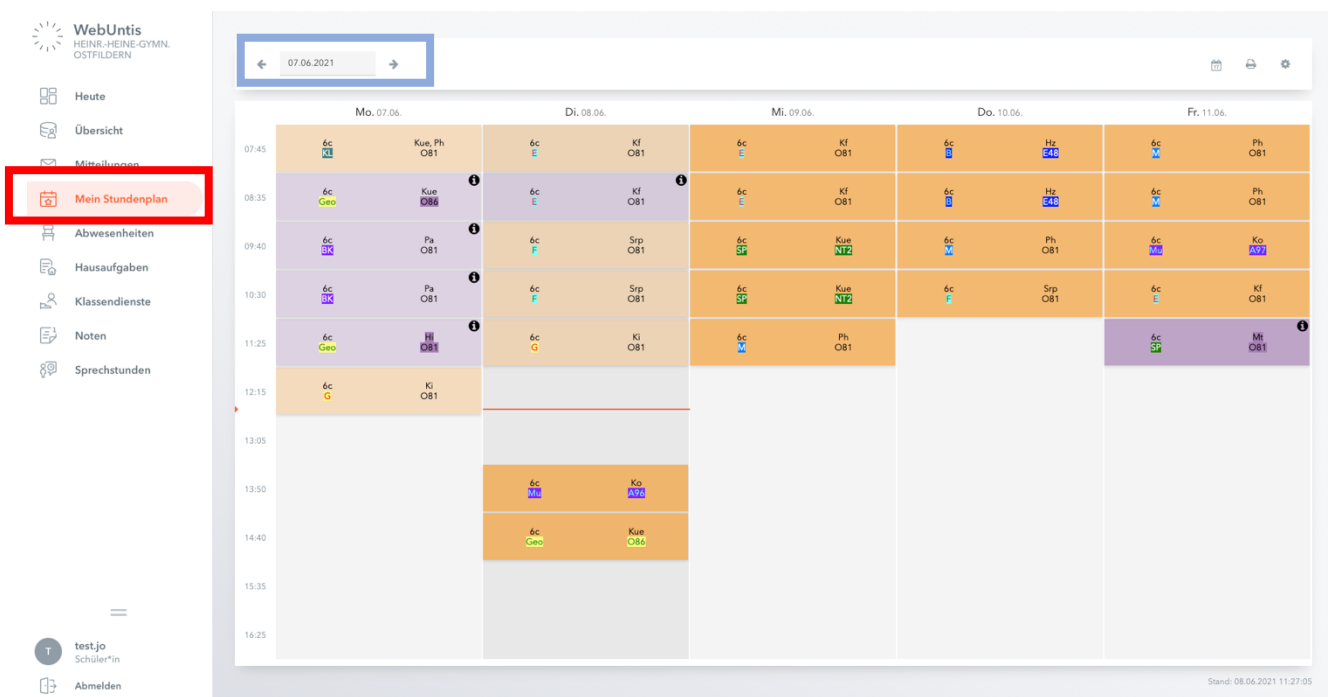 WebUntis
HEINR.-HEINE-GYMN.
OSTFILDERN
Heute
Übersicht
Mitteilungen
Mein Stundenplan
Abwesenheiten
Hausaufgaben
Klassendienste
Noten
Sprechstunden
test.jo
Schüler*in
Abmelden
07.06.2021
Mo. 07.06. Di. 08.06. Mi. 09.06. Do. 10.06. Fr. 11.06.
07:45 6c Kue, Ph 6c Kf 6c Kf 6c Hz 6c Ph
KL O81 E O81 E O81 B E48 M O81
08:35 6c Kue 6c Kf 6c Kf 6c Hz 6c Ph
Geo O86 E O81 E O81 B E48 M O81
09:40 6c Pa 6c Srp 6c Kue 6c Ph 6c Ko
BK O81 F O81 SP NT2 M O81 Mu A97
10:30 6c Pa 6c Srp 6c Kue 6c Srp 6c Kf
BK O81 F O81 SP NT2 F O81 E O81
11:25 6c Hi 6c Ki 6c Ph 6c Mt
Geo O81 G O81 M O81 SP O81
12:15 6c Ki
G O81
13:05
13:50 6c Ko
Mu A96
14:40 6c Kue
Geo O86
15:35
16:25
Stand: 08.06.2021 11:27:05